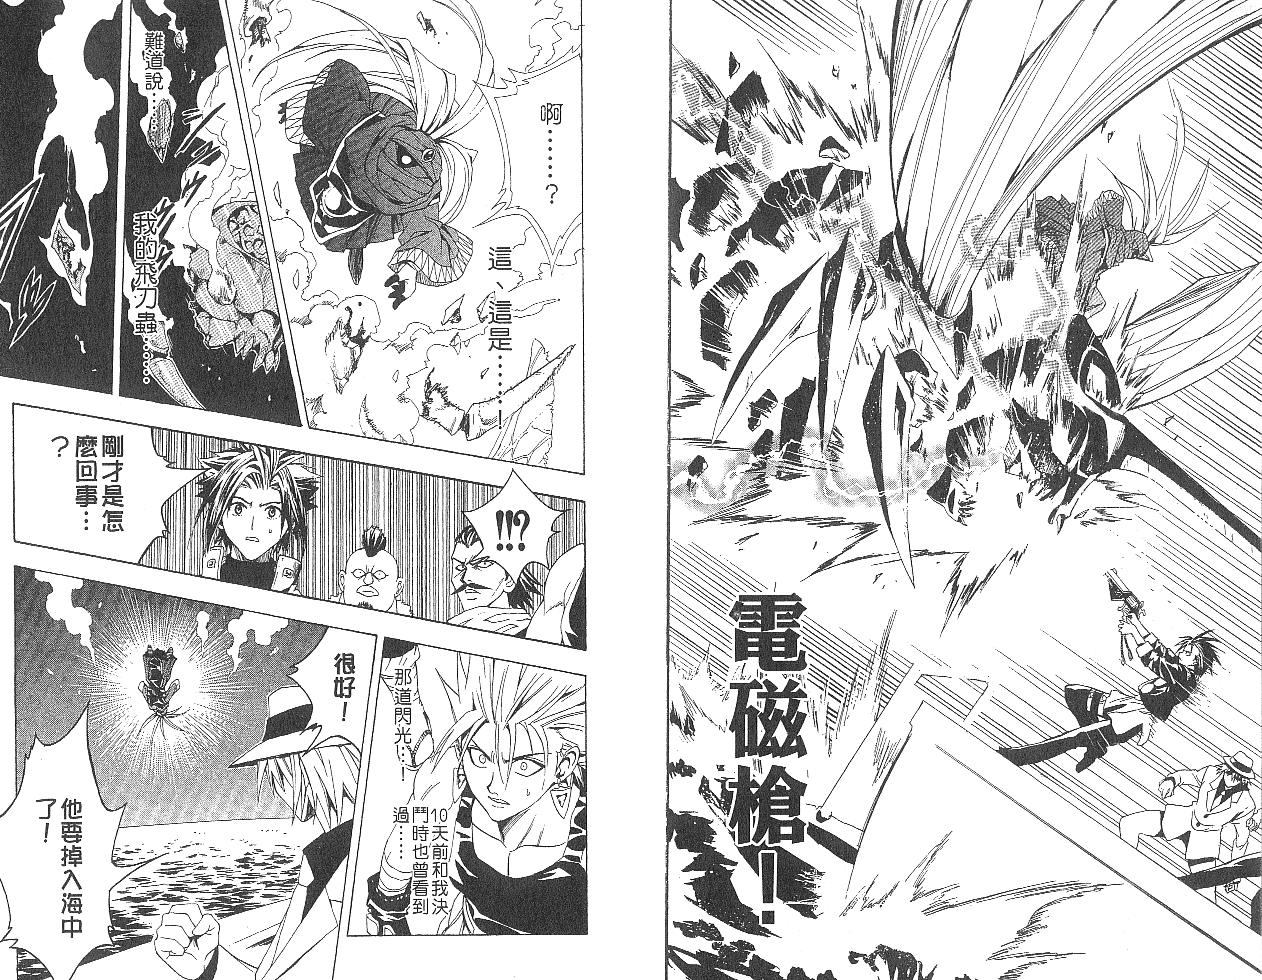 電磁槍！
啊……？
這、這是………！
難道說……
我的飛刀蟲……
!!?
剛才是怎
麼回事…
？
那道閃光…！
10天前和我決
鬥時也曾看到
過……
很好！
他要掉入海中
了！